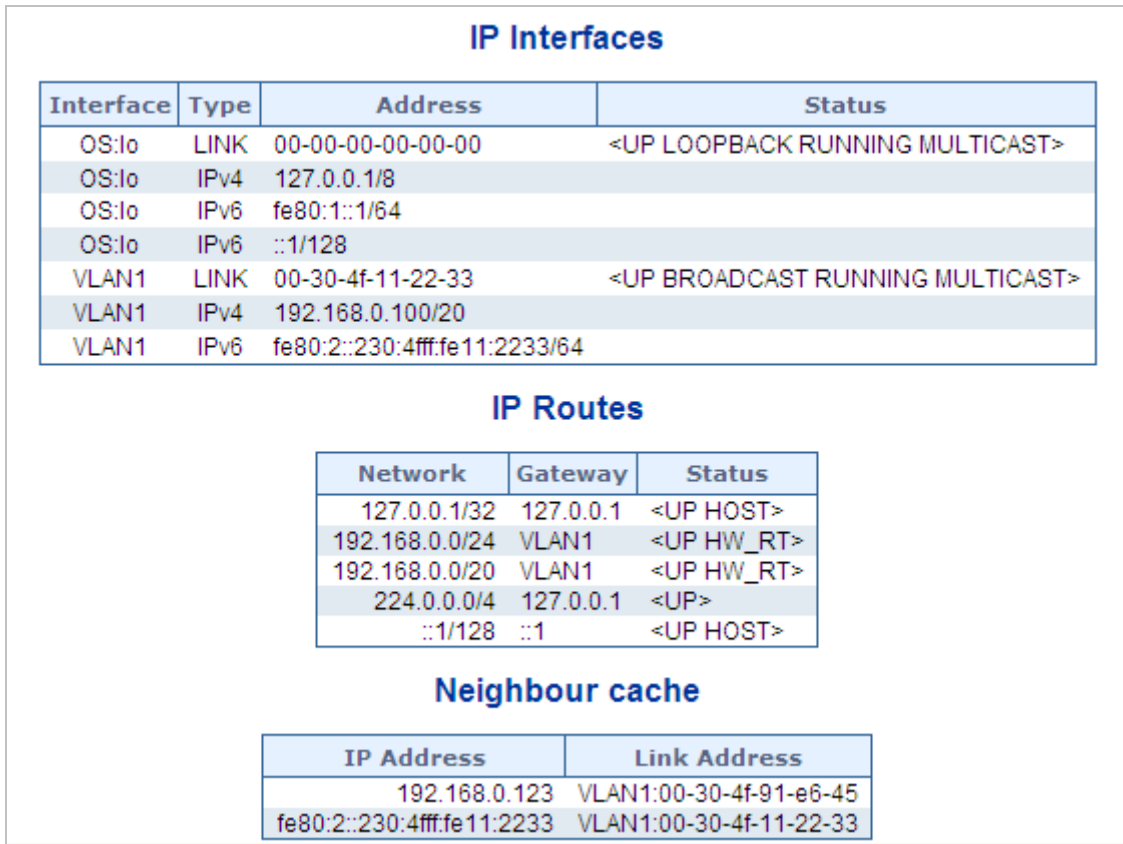 IP Interfaces
Interface Type Address Status
OS:lo LINK 00-00-00-00-00-00 <UP LOOPBACK RUNNING MULTICAST>
OS:lo IPv4 127.0.0.1/8
OS:lo IPv6 fe80:1::1/64
OS:lo IPv6 ::1/128
VLAN1 LINK 00-30-4f-11-22-33 <UP BROADCAST RUNNING MULTICAST>
VLAN1 IPv4 192.168.0.100/20
VLAN1 IPv6 fe80:2::230:4fff:fe11:2233/64
IP Routes
Network Gateway Status
127.0.0.1/32 127.0.0.1 <UP HOST>
192.168.0.0/24 VLAN1 <UP HW_RT>
192.168.0.0/20 VLAN1 <UP HW_RT>
224.0.0.0/4 127.0.0.1 <UP>
::1/128 ::1 <UP HOST>
Neighbour cache
IP Address Link Address
192.168.0.123 VLAN1:00-30-4f-91-e6-45
fe80:2::230:4fff:fe11:2233 VLAN1:00-30-4f-11-22-33